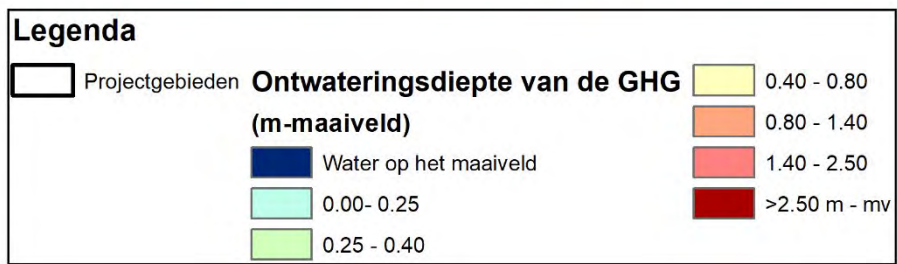 Legenda
Projectgebieden
Ontwateringsdiepte van de GHG
(m-maaiveld)
Water op het maaiveld
0.00- 0.25
0.25 - 0.40
0.40 - 0.80
0.80 - 1.40
1.40 - 2.50
>2.50 m - mv